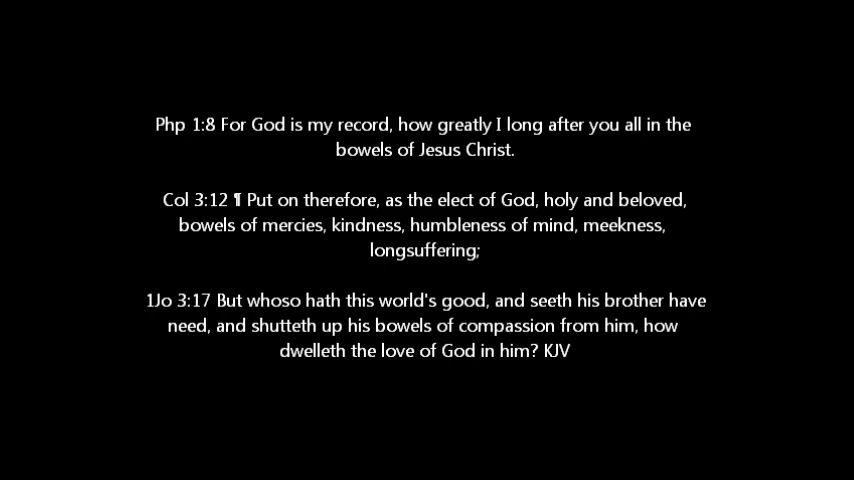 Php 1:8 For God is my record, how greatly I long after you all in the
bowels of Jesus Christ.
Col 3:12 ¶ Put on therefore, as the elect of God, holy and beloved,
bowels of mercies, kindness, humbleness of mind, meekness,
longsuffering;
1Jo 3:17 But whoso hath this world's good, and seeth his brother have
need, and shutteth up his bowels of compassion from him, how
dwelleth the love of God in him? KJV